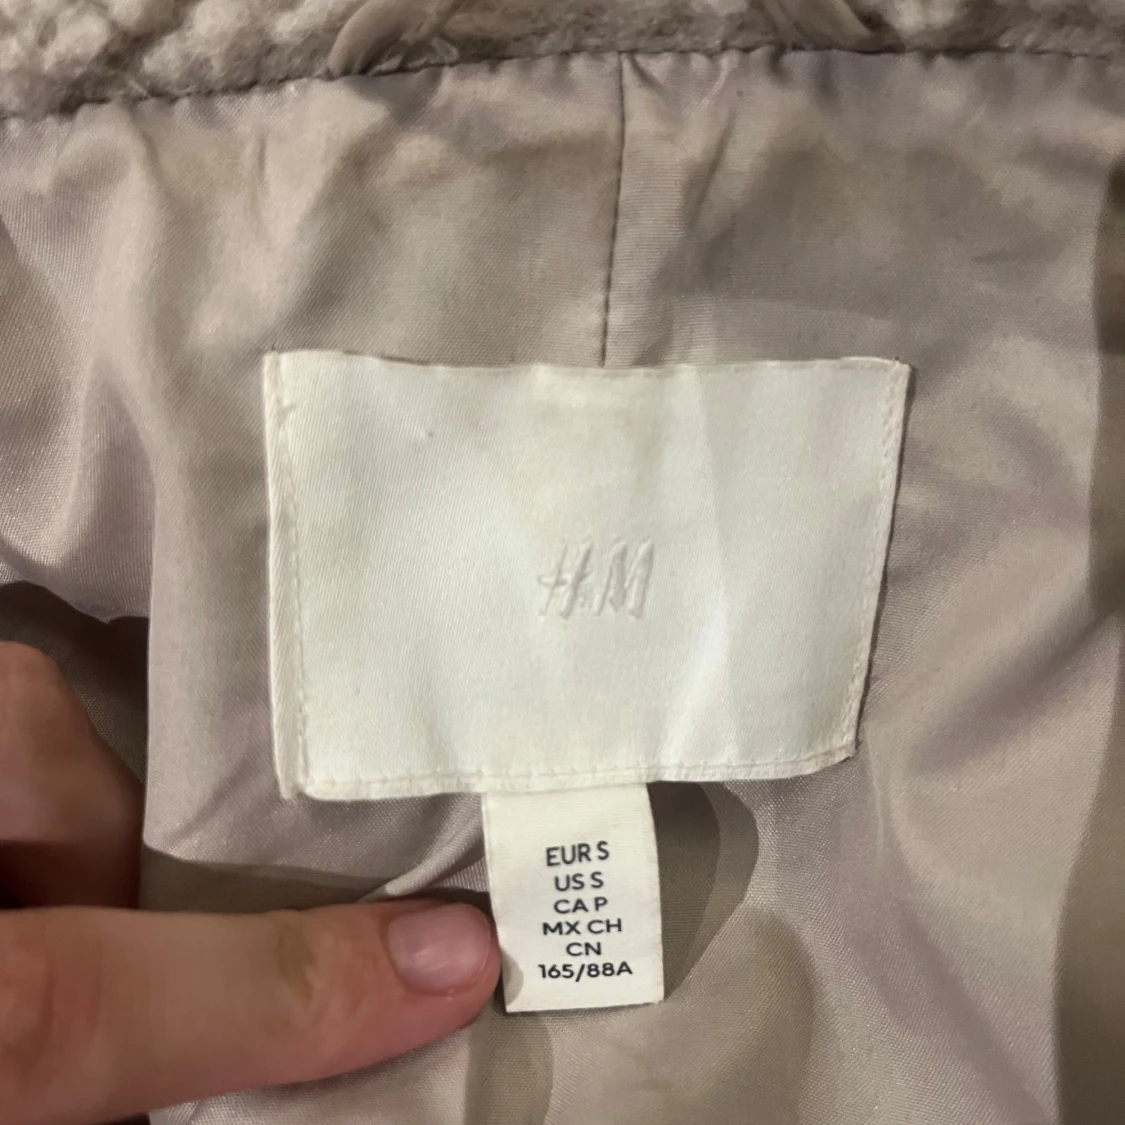 H&M
EUR S
US S
CA P
MX CH
CN
165/88A